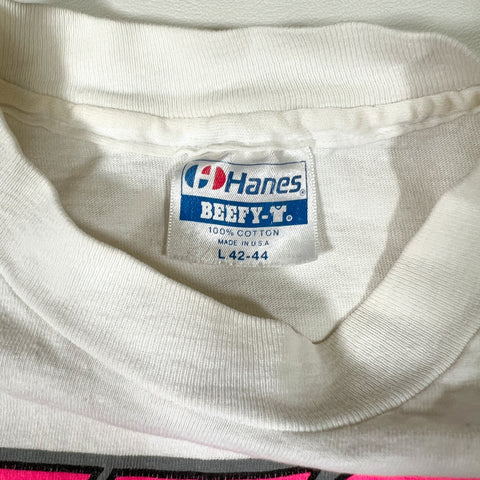 Hanes®
BEEFY-T®
100% COTTON
MADE IN U.S.A
L 42-44